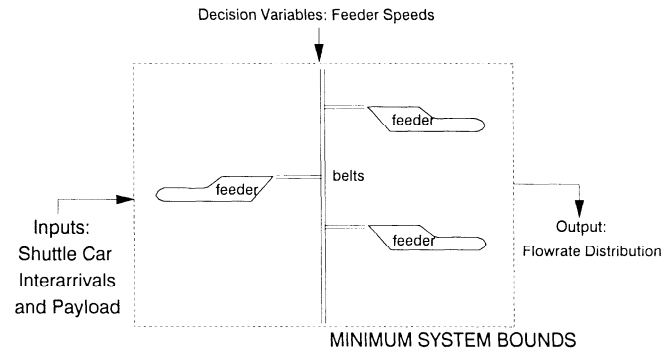 Decision Variables: Feeder Speeds
feeder
belts
feeder
feeder
Inputs:
Shuttle Car
Interarrivals
and Payload
Output:
Flowrate Distribution
MINIMUM SYSTEM BOUNDS